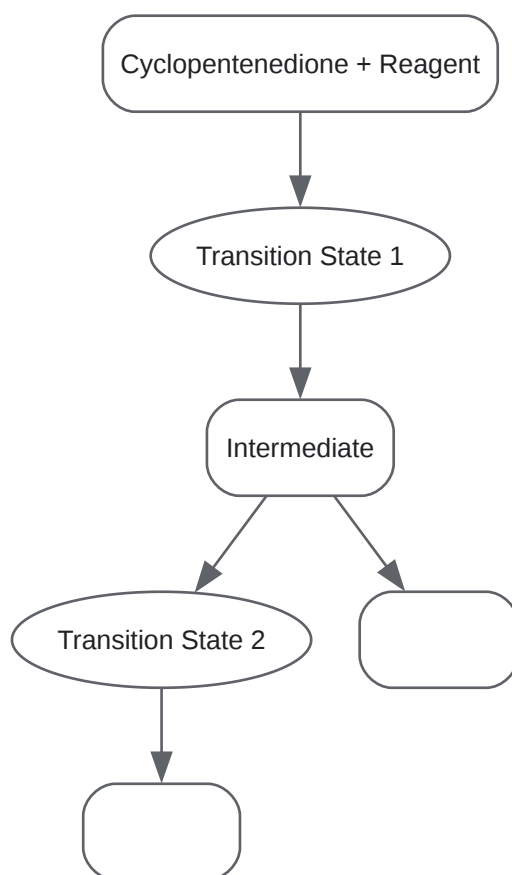 Cyclopentenedione + Reagent
Transition State 1
Intermediate
Transition State 2